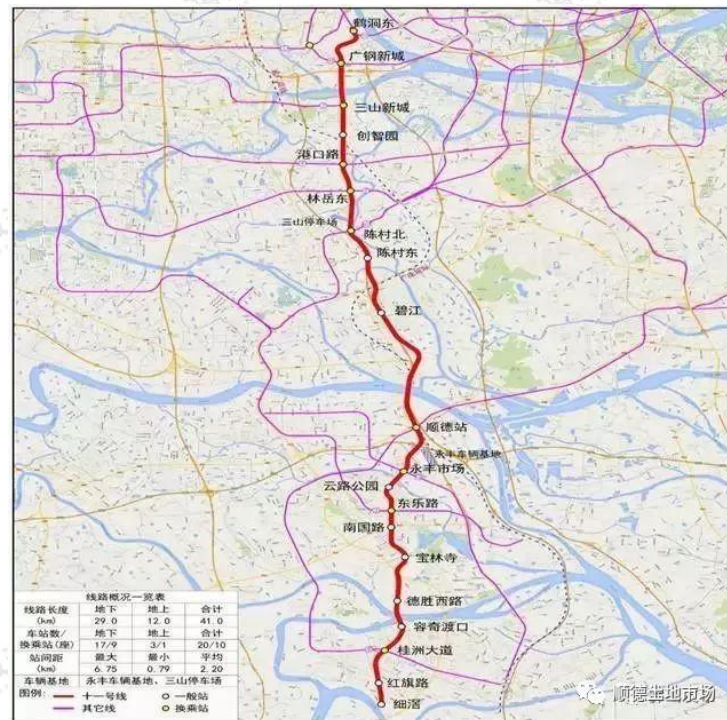 鹤洞东
广钢新城
三山新城
创智园
港口路
林岳东
三山停车场
陈村北
陈村东
碧江
顺德站
永丰车辆基地
永丰市场
云路公园
东乐路
南国路
宝林寺
德胜西路
容奇渡口
桂洲大道
红旗路
细滘
线路概况一览表
线路长度(km) 地下 地上 合计
29.0 12.0 41.0
车站数/换乘站(座) 地下 地上 合计
17/9 3/1 20/10
站间距(km) 最大 最小 平均
6.75 0.79 2.20
车辆基地 永丰车辆基地、三山停车场
图例: 十一号线 一般站
其它线 换乘站
顺德土地市场